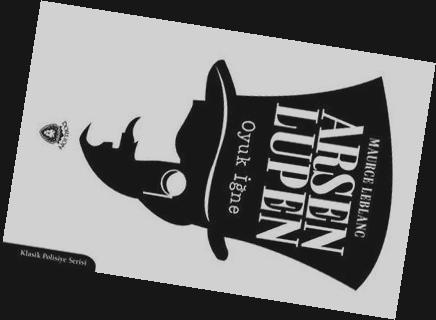 MAURICE LEBLANC
ARSEN
LÜPEN
Oyuk İğne
Klasik Polisiye Serisi